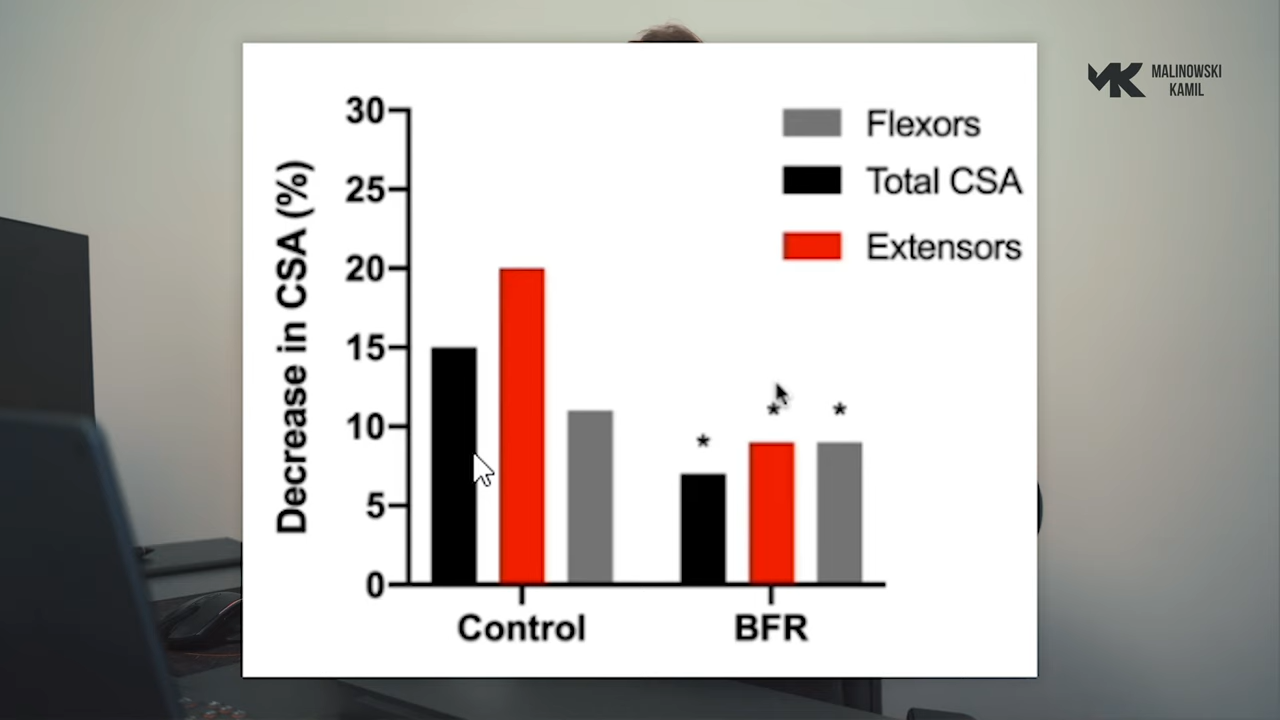 MALINOWSKI
KAMIL
30
25
20
15
10
5
0
Decrease in CSA (%)
Flexors
Total CSA
Extensors
*
*
*
Control
BFR